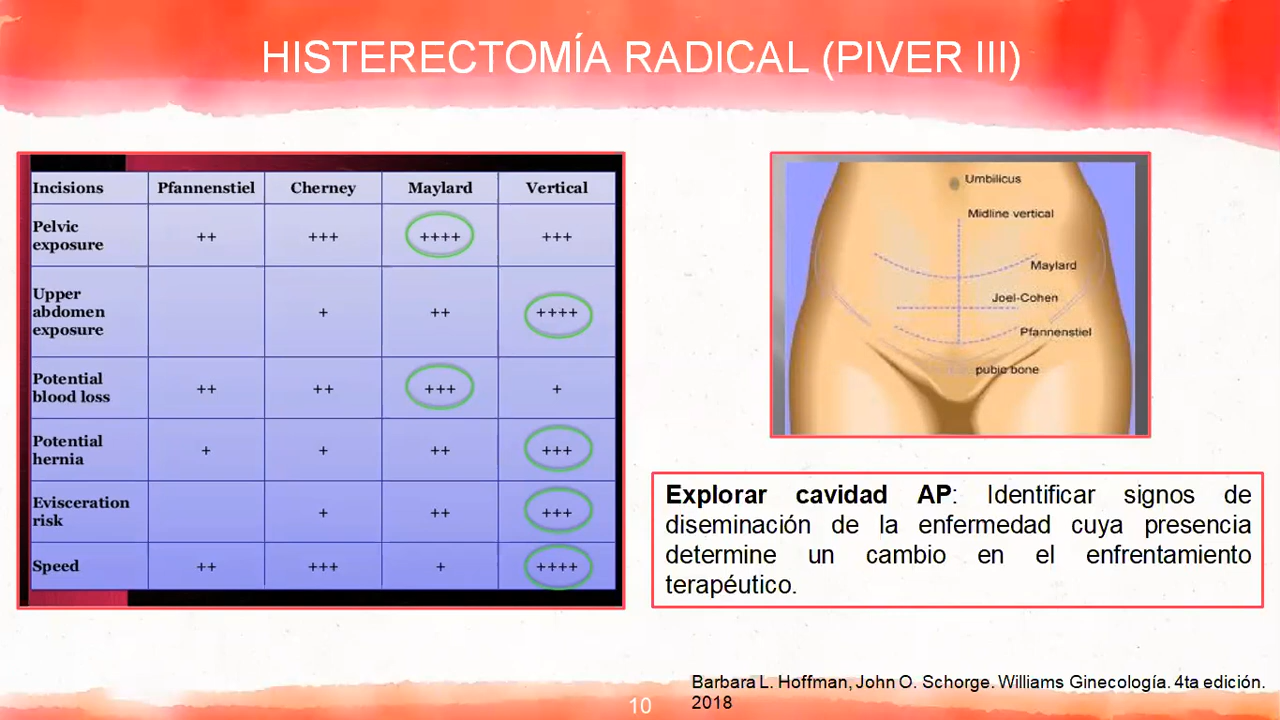 HISTERECTOMÍA RADICAL (PIVER III)
Incisions Pfannenstiel Cherney Maylard Vertical
Pelvic
exposure ++ +++ ++++ +++
Upper
abdomen
exposure + ++ ++++
Potential
blood loss ++ ++ +++ +
Potential
hernia + + ++ +++
Evisceration
risk + ++ +++
Speed ++ +++ + ++++
Umbilicus
Midline vertical
Maylard
Joel-Cohen
Pfannenstiel
pubic bone
Explorar cavidad AP: Identificar signos de
diseminación de la enfermedad cuya presencia
determine un cambio en el enfrentamiento
terapéutico.
Barbara L. Hoffman, John O. Schorge. Williams Ginecología. 4ta edición.
2018
10